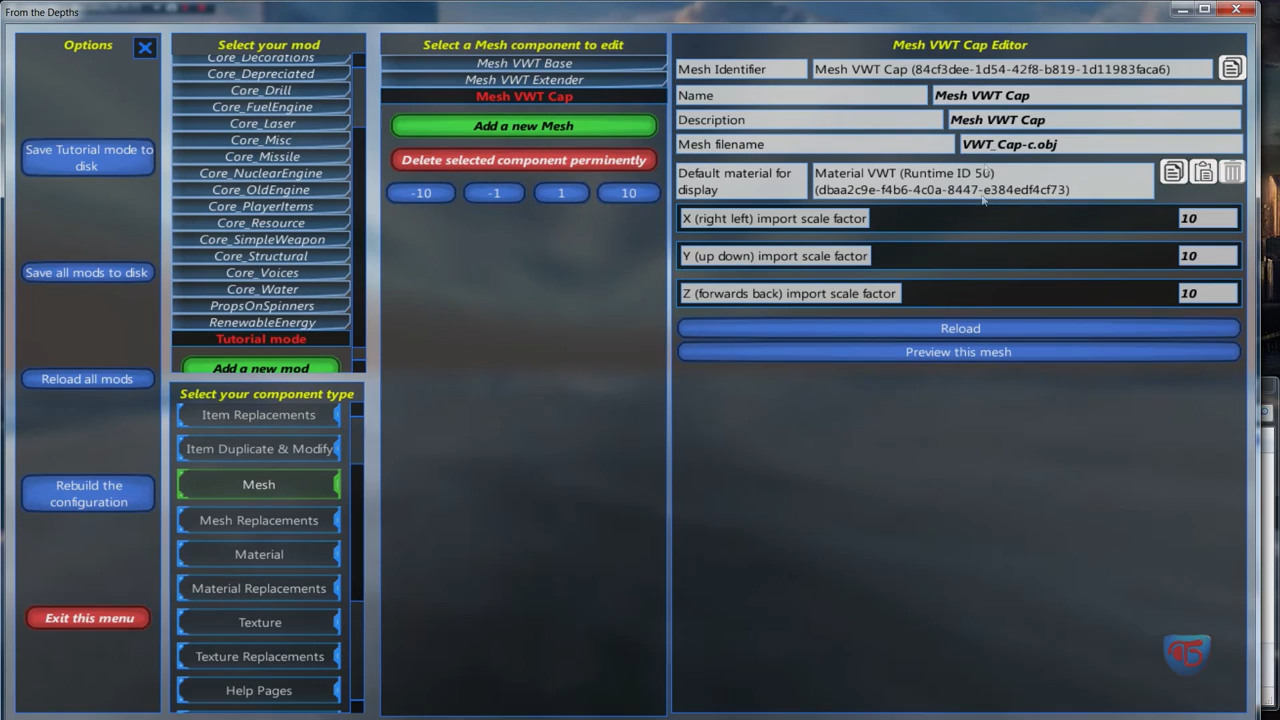 From the Depths
Options
Save Tutorial mode to
disk
Save all mods to disk
Reload all mods
Rebuild the
configuration
Exit this menu
Select your mod
Core_Decorations
Core_Depreciated
Core_Drill
Core_FuelEngine
Core_Laser
Core_Misc
Core_Missile
Core_NuclearEngine
Core_OldEngine
Core_PlayerItems
Core_Resource
Core_SimpleWeapon
Core_Structural
Core_Voices
Core_Water
PropsOnSpinners
RenewableEnergy
Tutorial mode
Add a new mod
Select your component type
Item Replacements
Item Duplicate & Modify
Mesh
Mesh Replacements
Material
Material Replacements
Texture
Texture Replacements
Help Pages
Select a Mesh component to edit
Mesh VWT Base
Mesh VWT Extender
Mesh VWT Cap
Add a new Mesh
Delete selected component perminently
-10 -1 1 10
Mesh VWT Cap Editor
Mesh Identifier Mesh VWT Cap (84cf3dee-1d54-42f8-b819-1d11983faca6)
Name Mesh VWT Cap
Description Mesh VWT Cap
Mesh filename VWT_Cap-c.obj
Default material for
display
Material VWT (Runtime ID 50)
(dbaa2c9e-f4b6-4c0a-8447-e384edf4cf73)
X (right left) import scale factor 10
Y (up down) import scale factor 10
Z (forwards back) import scale factor 10
Reload
Preview this mesh